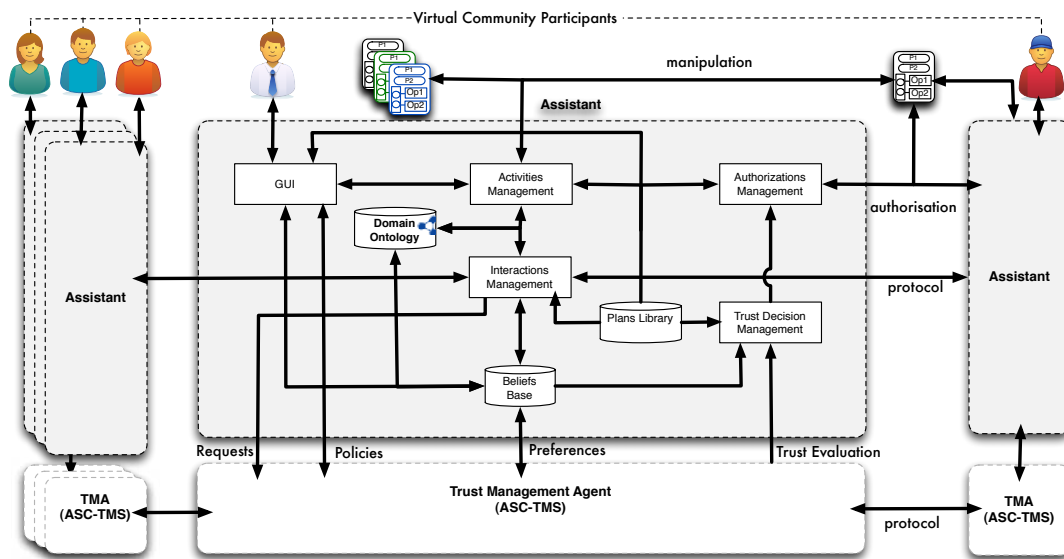 Virtual Community Participants
P1
P1
P1
P2
Op1
Op2
manipulation
P1
P2
Op1
Op2
Assistant
GUI
Activities
Management
Authorizations
Management
authorisation
Domain
Ontology
Interactions
Management
Assistant
Assistant
protocol
Plans Library
Trust Decision
Management
Beliefs
Base
Requests
Policies
Preferences
Trust Evaluation
TMA
(ASC-TMS)
Trust Management Agent
(ASC-TMS)
TMA
(ASC-TMS)
protocol